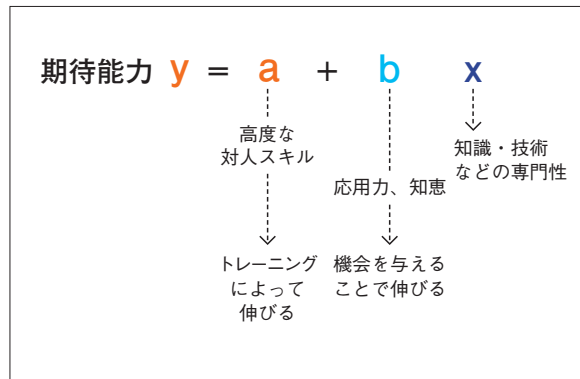 期待能力 y = a + b x
高度な
対人スキル
応用力、知恵
知識・技術
などの専門性
トレーニング
によって
伸びる
機会を与える
ことで伸びる